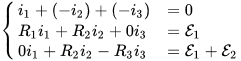 i₁ + (−i₂) + (−i₃) = 0
R₁i₁ + R₂i₂ + 0i₃ = ℰ₁
0i₁ + R₂i₂ − R₃i₃ = ℰ₁ + ℰ₂